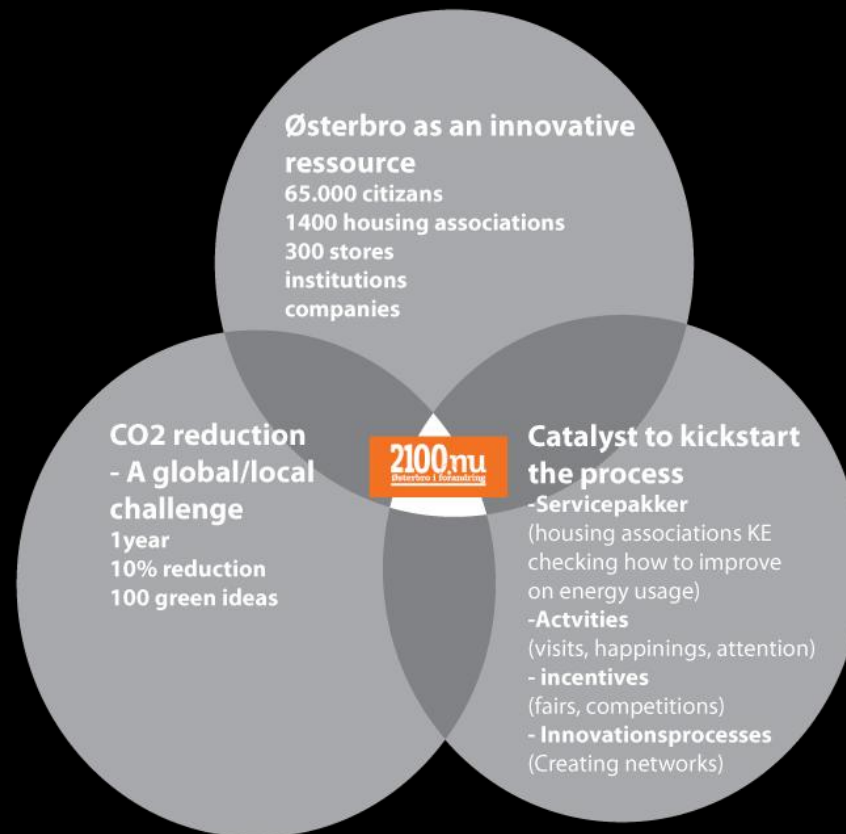 Østerbro as an innovative
ressource
65.000 citizans
1400 housing associations
300 stores
institutions
companies
CO2 reduction
- A global/local
challenge
1year
10% reduction
100 green ideas
2100.nu
Østerbro i forandring
Catalyst to kickstart
the process
-Servicepakker
(housing associations KE
checking how to improve
on energy usage)
-Actvities
(visits, happinings, attention)
- incentives
(fairs, competitions)
- Innovationsprocesses
(Creating networks)